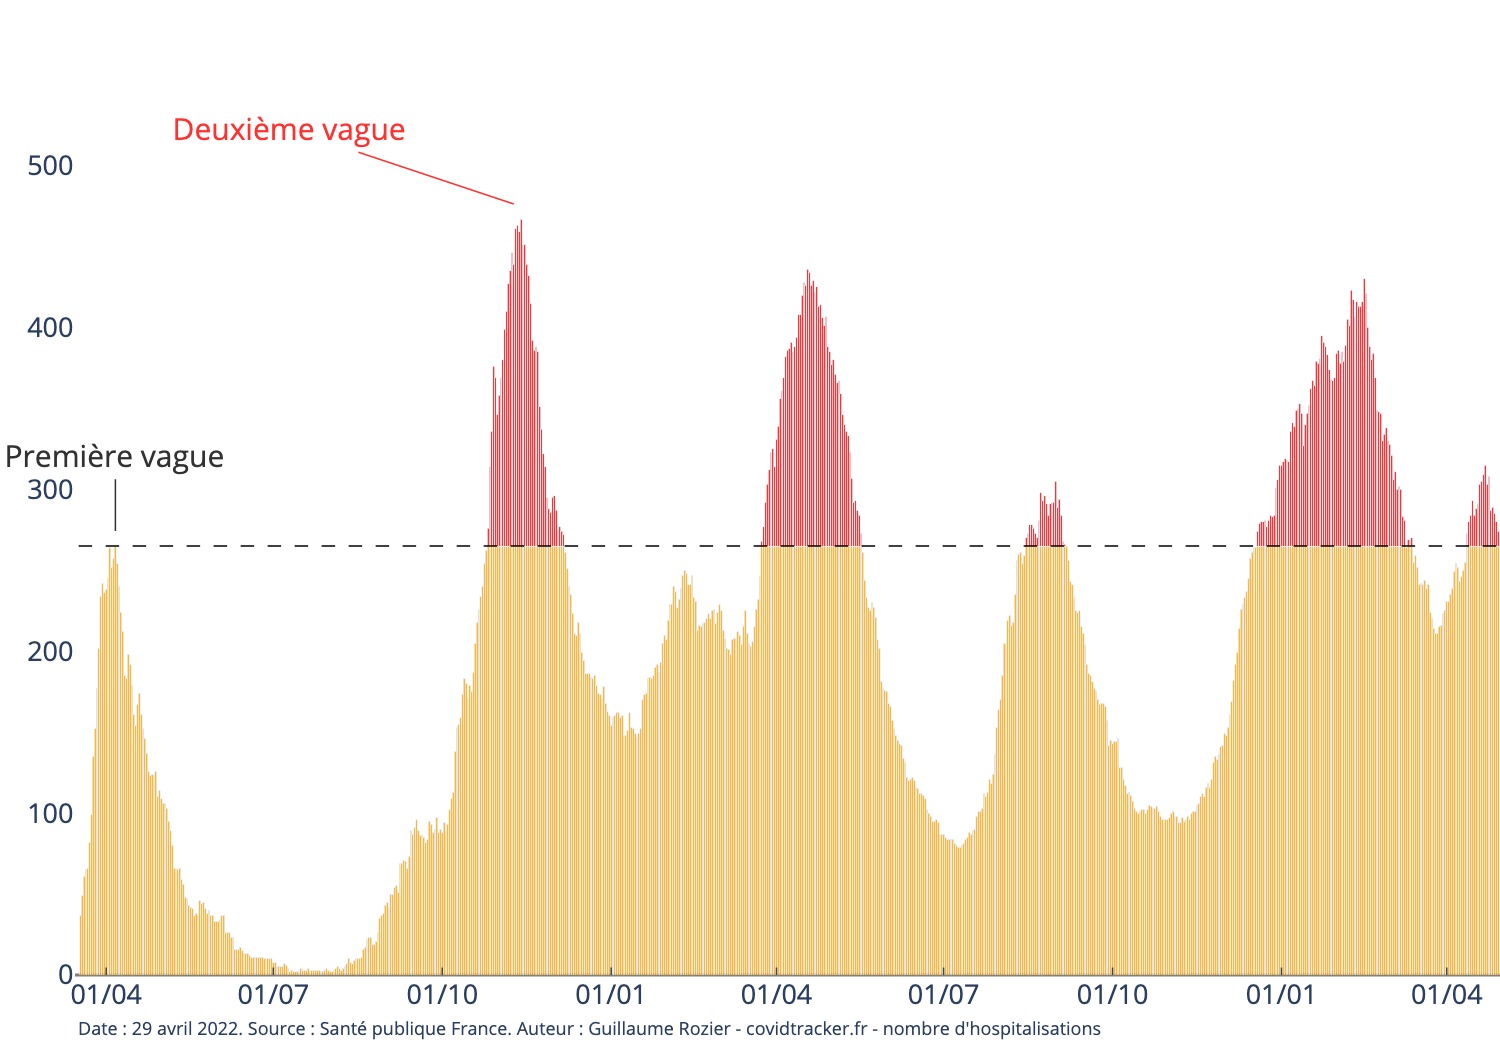 Deuxième vague
500
400
Première vague
300
200
100
0
01/04 01/07 01/10 01/01 01/04 01/07 01/10 01/01 01/04
Date : 29 avril 2022. Source : Santé publique France. Auteur : Guillaume Rozier - covidtracker.fr - nombre d'hospitalisations